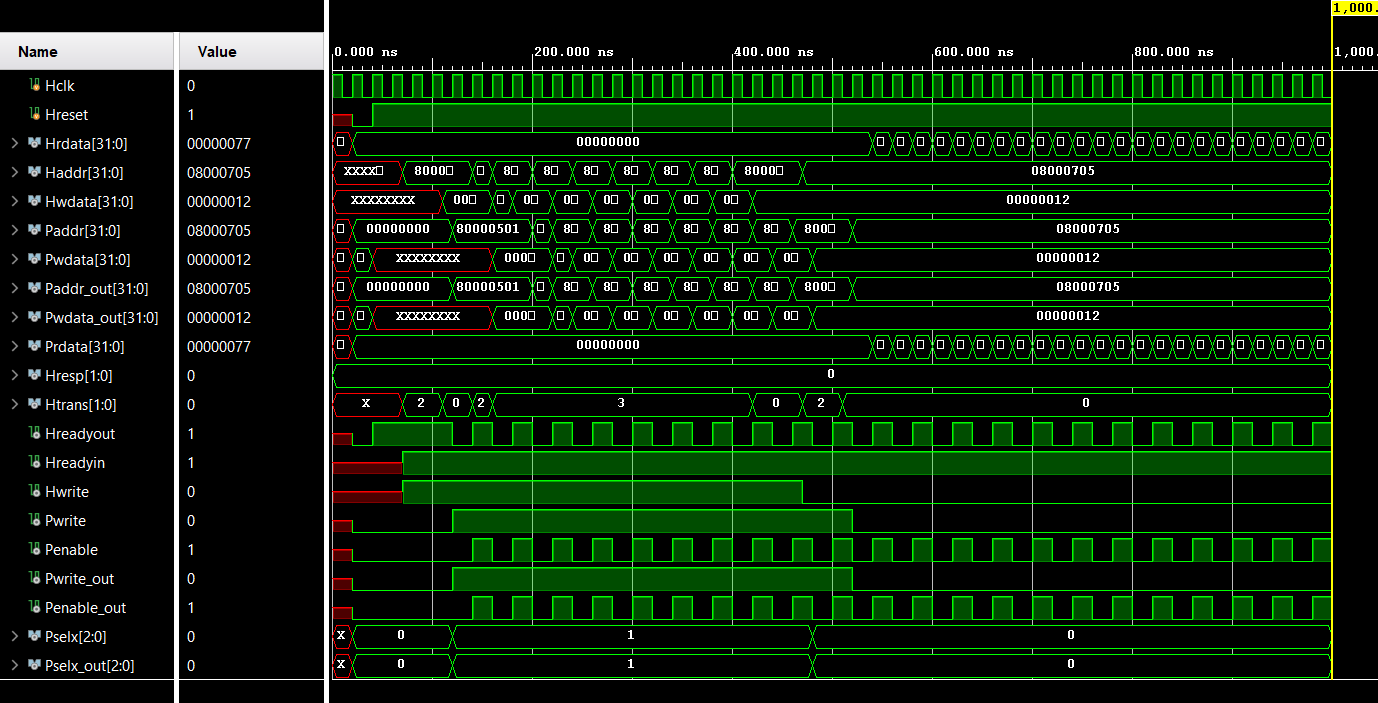 1,000.
Name Value
0.000 ns 200.000 ns 400.000 ns 600.000 ns 800.000 ns 1,000.
Hclk 0
Hreset 1
Hrdata[31:0] 00000077 00000000
Haddr[31:0] 08000705 XXXX 8000 8 8 8 8 8 8 8000 08000705
Hwdata[31:0] 00000012 XXXXXXXX 00 0 0 0 0 0 0 00000012
Paddr[31:0] 08000705 00000000 80000501 8 8 8 8 8 8 800 08000705
Pwdata[31:0] 00000012 XXXXXXXX 000 0 0 0 0 0 0 00000012
Paddr_out[31:0] 08000705 00000000 80000501 8 8 8 8 8 8 800 08000705
Pwdata_out[31:0] 00000012 XXXXXXXX 000 0 0 0 0 0 0 00000012
Prdata[31:0] 00000077 00000000
Hresp[1:0] 0 0
Htrans[1:0] 0 X 2 0 2 3 0 2 0
Hreadyout 1
Hreadyin 1
Hwrite 0
Pwrite 0
Penable 1
Pwrite_out 0
Penable_out 1
Pselx[2:0] 0 X 0 1 0
Pselx_out[2:0] 0 X 0 1 0